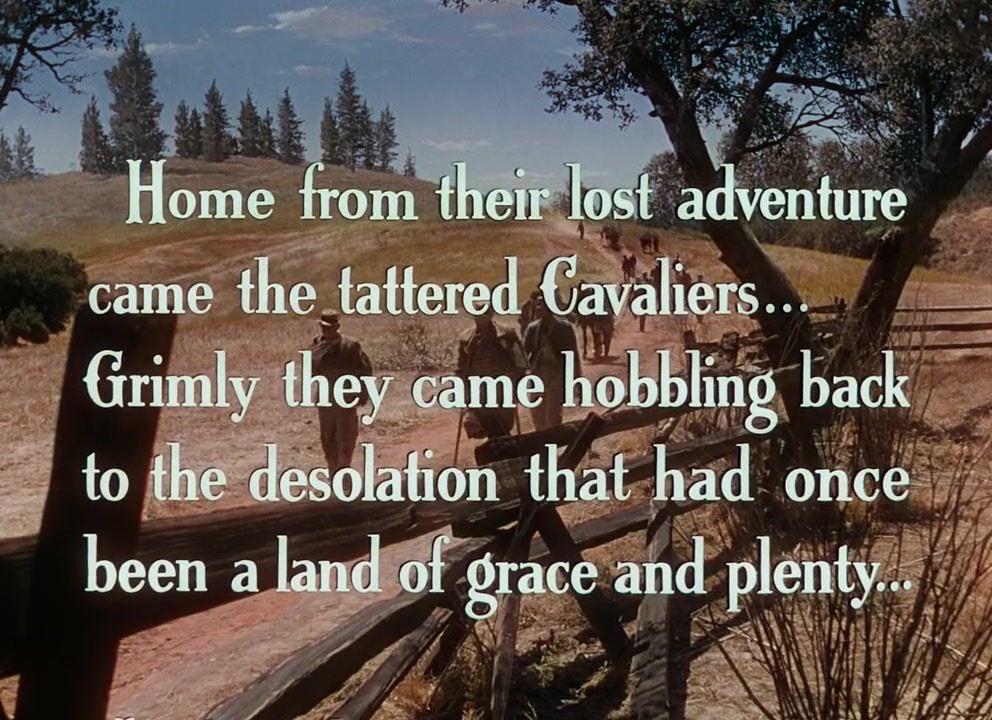 Home from their lost adventure
came the tattered Cavaliers...
Grimly they came hobbling back
to the desolation that had once
been a land of grace and plenty...